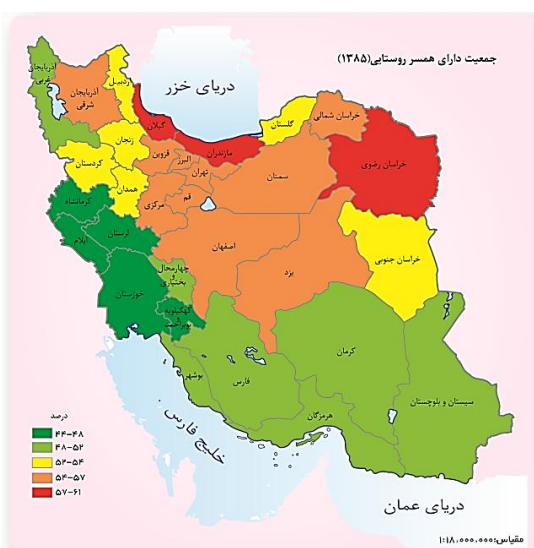 جمعیت دارای همسر روستایی(۱۳۸۵)
دریای خزر
آذربایجان
غربی
آذربایجان
شرقی
اردبیل
گیلان
زنجان
کردستان
همدان
کرمانشاه
ایلام
لرستان
خوزستان
قزوین
البرز
تهران
مازندران
گلستان
خراسان شمالی
خراسان رضوی
سمنان
قم
مرکزی
اصفهان
یزد
خراسان جنوبی
چهارمحال
و
بختیاری
کهگیلویه
و
بویراحمد
فارس
بوشهر
کرمان
هرمزگان
سیستان و بلوچستان
خلیج فارس
دریای عمان
درصد
۴۴-۴۸
۴۸-۵۲
۵۲-۵۴
۵۴-۵۷
۵۷-۶۱
مقیاس:۱:۱۸,۰۰۰,۰۰۰